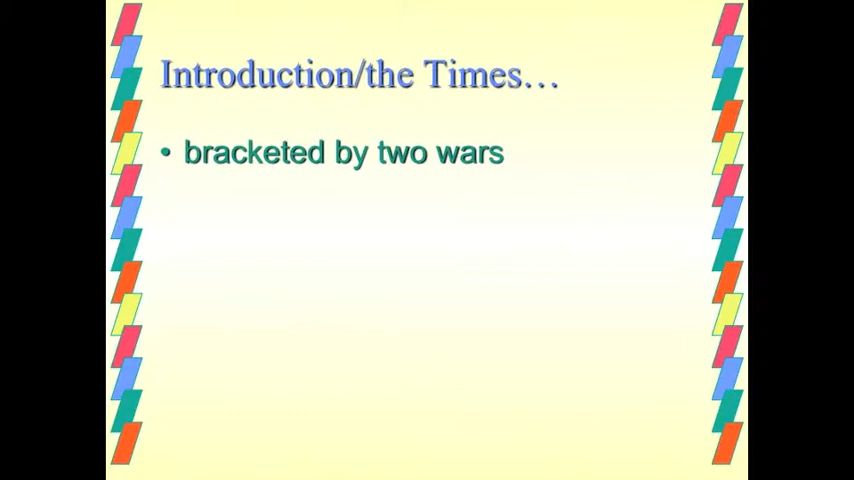 Introduction/the Times…
• bracketed by two wars